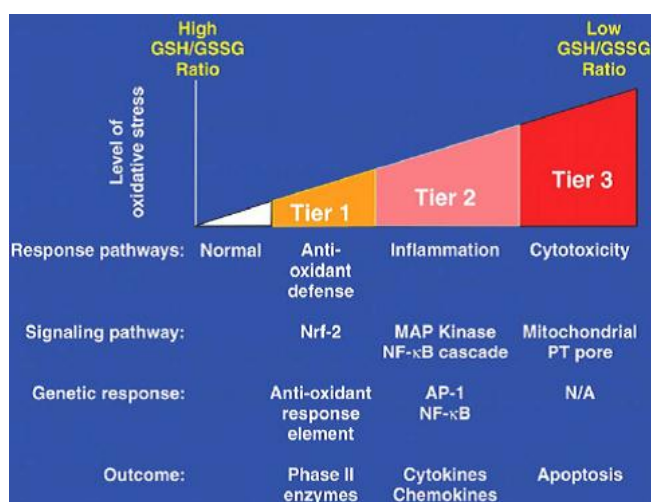 High
GSH/GSSG
Ratio
Low
GSH/GSSG
Ratio
Level of
oxidative stress
Tier 1
Tier 2
Tier 3
Response pathways: Normal Anti-
oxidant
defense Inflammation Cytotoxicity
Signaling pathway: Nrf-2 MAP Kinase
NF-κB cascade Mitochondrial
PT pore
Genetic response: Anti-oxidant
response
element AP-1
NF-κB N/A
Outcome: Phase II
enzymes Cytokines
Chemokines Apoptosis